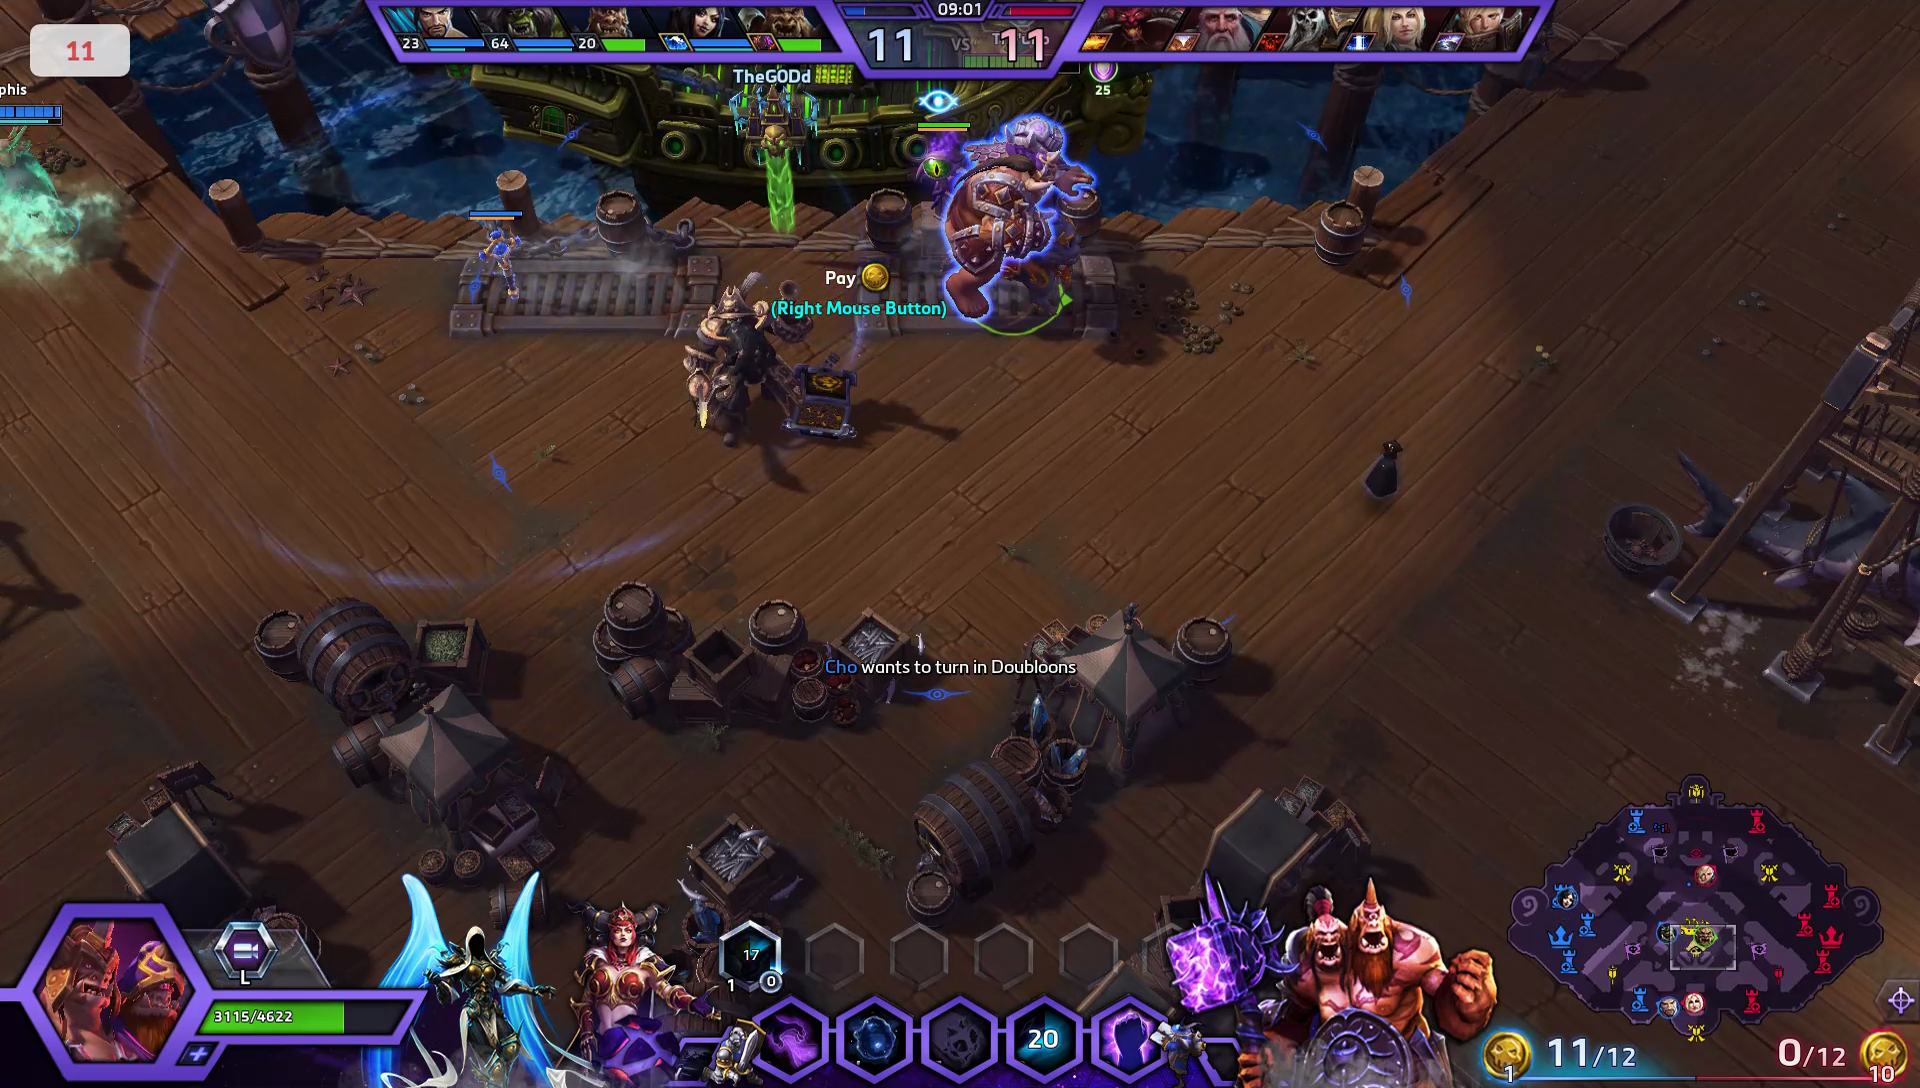 11
23
64
20
11
09:01
VS
11
phis
TheGODd
25
Pay
(Right Mouse Button)
Cho wants to turn in Doubloons
L
3115/4622
17
1
0
20
1
11/12
0/12
10